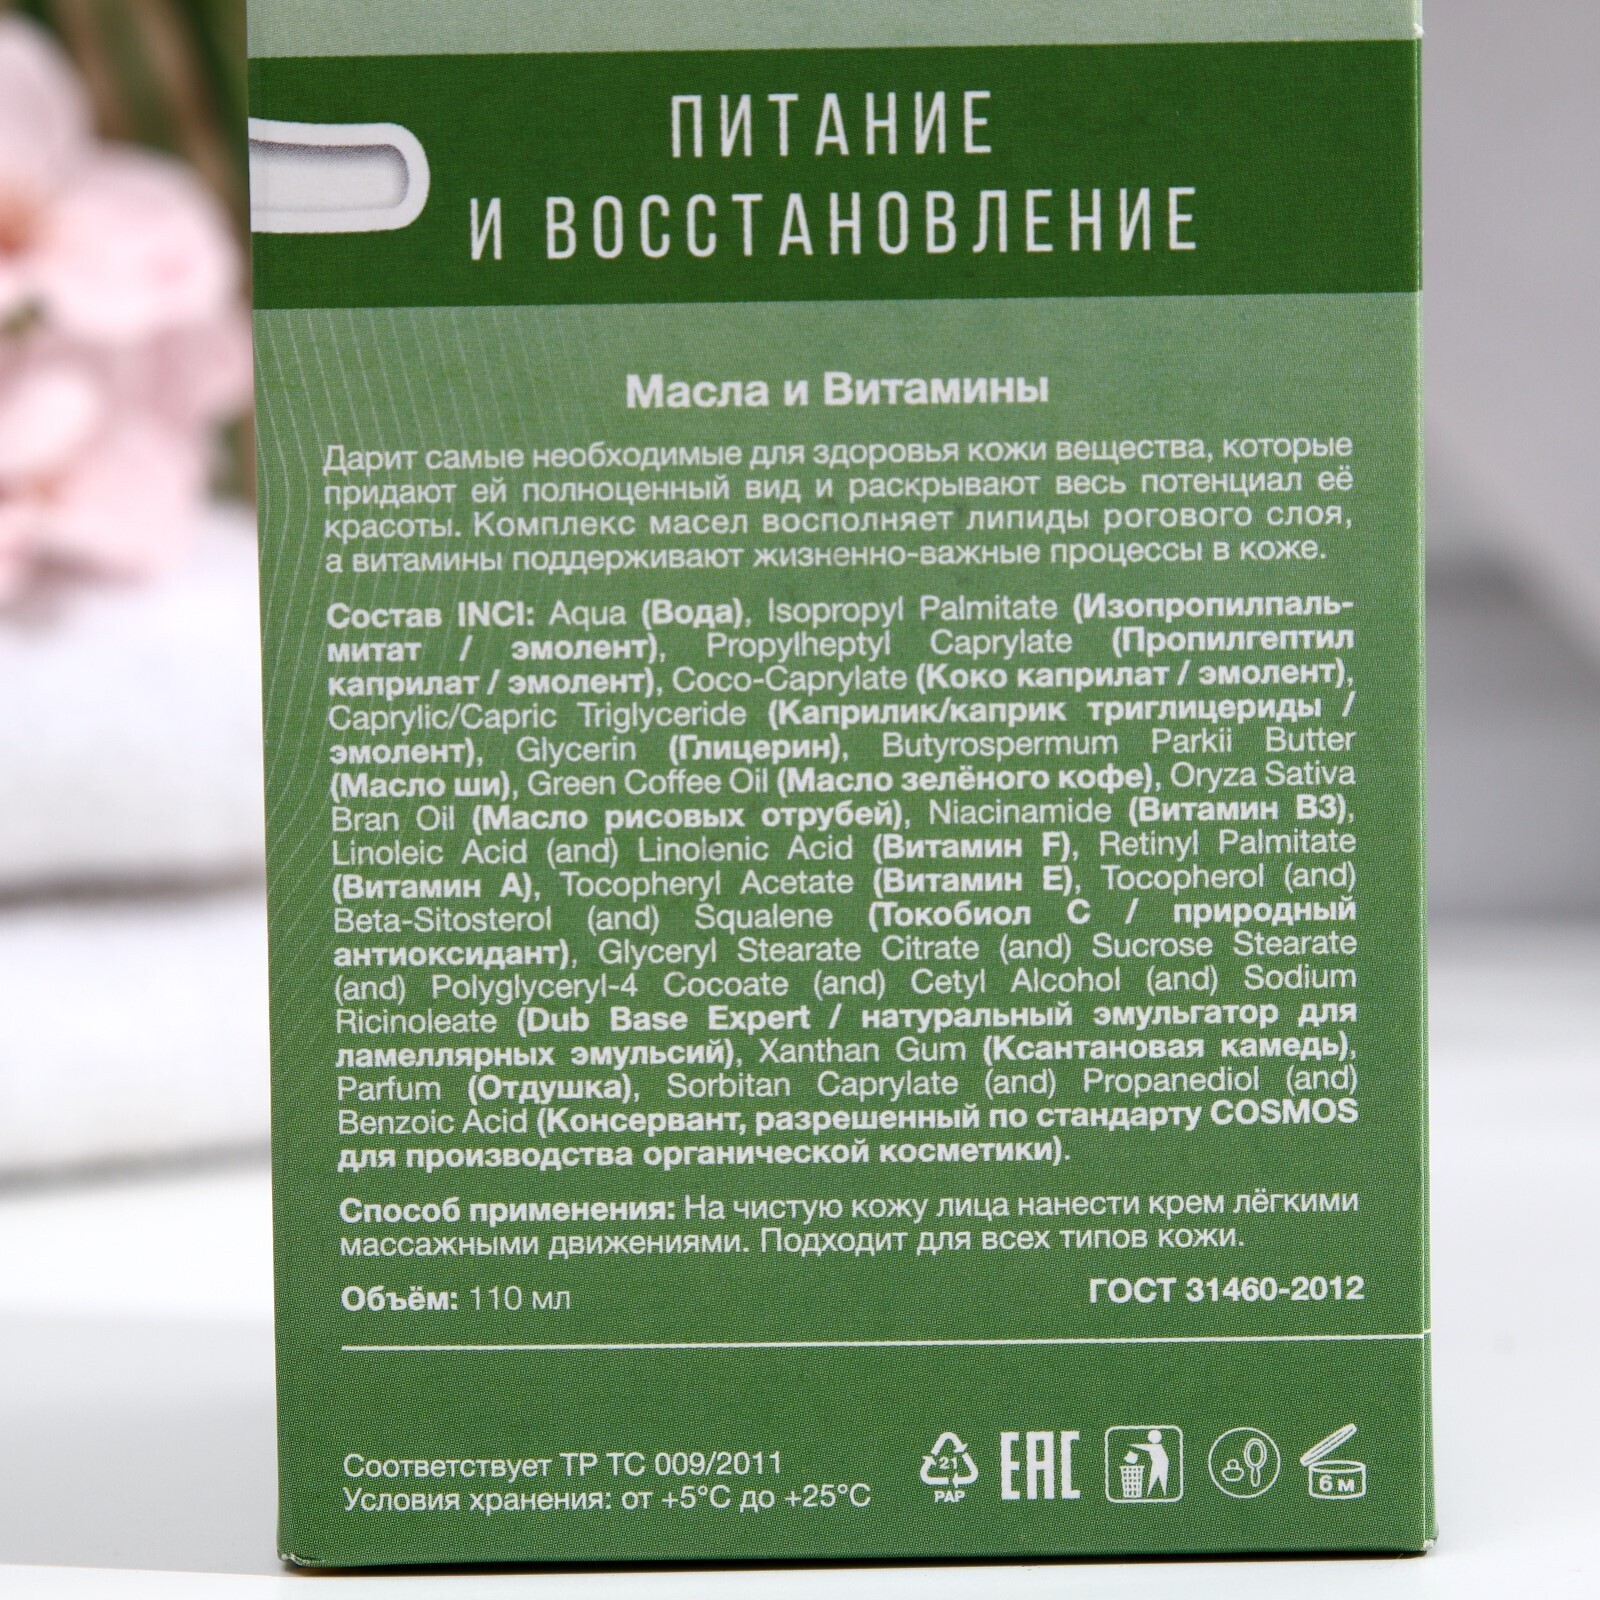 ПИТАНИЕ
И ВОССТАНОВЛЕНИЕ
Масла и Витамины
Дарит самые необходимые для здоровья кожи вещества, которые
придают ей полноценный вид и раскрывают весь потенциал её
красоты. Комплекс масел восполняет липиды рогового слоя,
а витамины поддерживают жизненно-важные процессы в коже.
Состав INCI: Aqua (Вода), Isopropyl Palmitate (Изопропилпаль-
митат / эмолент), Propylheptyl Caprylate (Пропилгептил
каприлат / эмолент), Coco-Caprylate (Коко каприлат / эмолент),
Caprylic/Capric Triglyceride (Каприлик/каприк триглицериды /
эмолент), Glycerin (Глицерин), Butyrospermum Parkii Butter
(Масло ши), Green Coffee Oil (Масло зелёного кофе), Oryza Sativa
Bran Oil (Масло рисовых отрубей), Niacinamide (Витамин B3),
Linoleic Acid (and) Linolenic Acid (Витамин F), Retinyl Palmitate
(Витамин А), Tocopheryl Acetate (Витамин Е), Tocopherol (and)
Beta-Sitosterol (and) Squalene (Токобиол С / природный
антиоксидант), Glyceryl Stearate Citrate (and) Sucrose Stearate
(and) Polyglyceryl-4 Cocoate (and) Cetyl Alcohol (and) Sodium
Ricinoleate (Dub Base Expert / натуральный эмульгатор для
ламеллярных эмульсий), Xanthan Gum (Ксантановая камедь),
Parfum (Отдушка), Sorbitan Caprylate (and) Propanediol (and)
Benzoic Acid (Консервант, разрешенный по стандарту COSMOS
для производства органической косметики).
Способ применения: На чистую кожу лица нанести крем лёгкими
массажными движениями. Подходит для всех типов кожи.
Объём: 110 мл
ГОСТ 31460-2012
Соответствует ТР ТС 009/2011
Условия хранения: от +5°С до +25°С
21
PAP
EAC
6 м